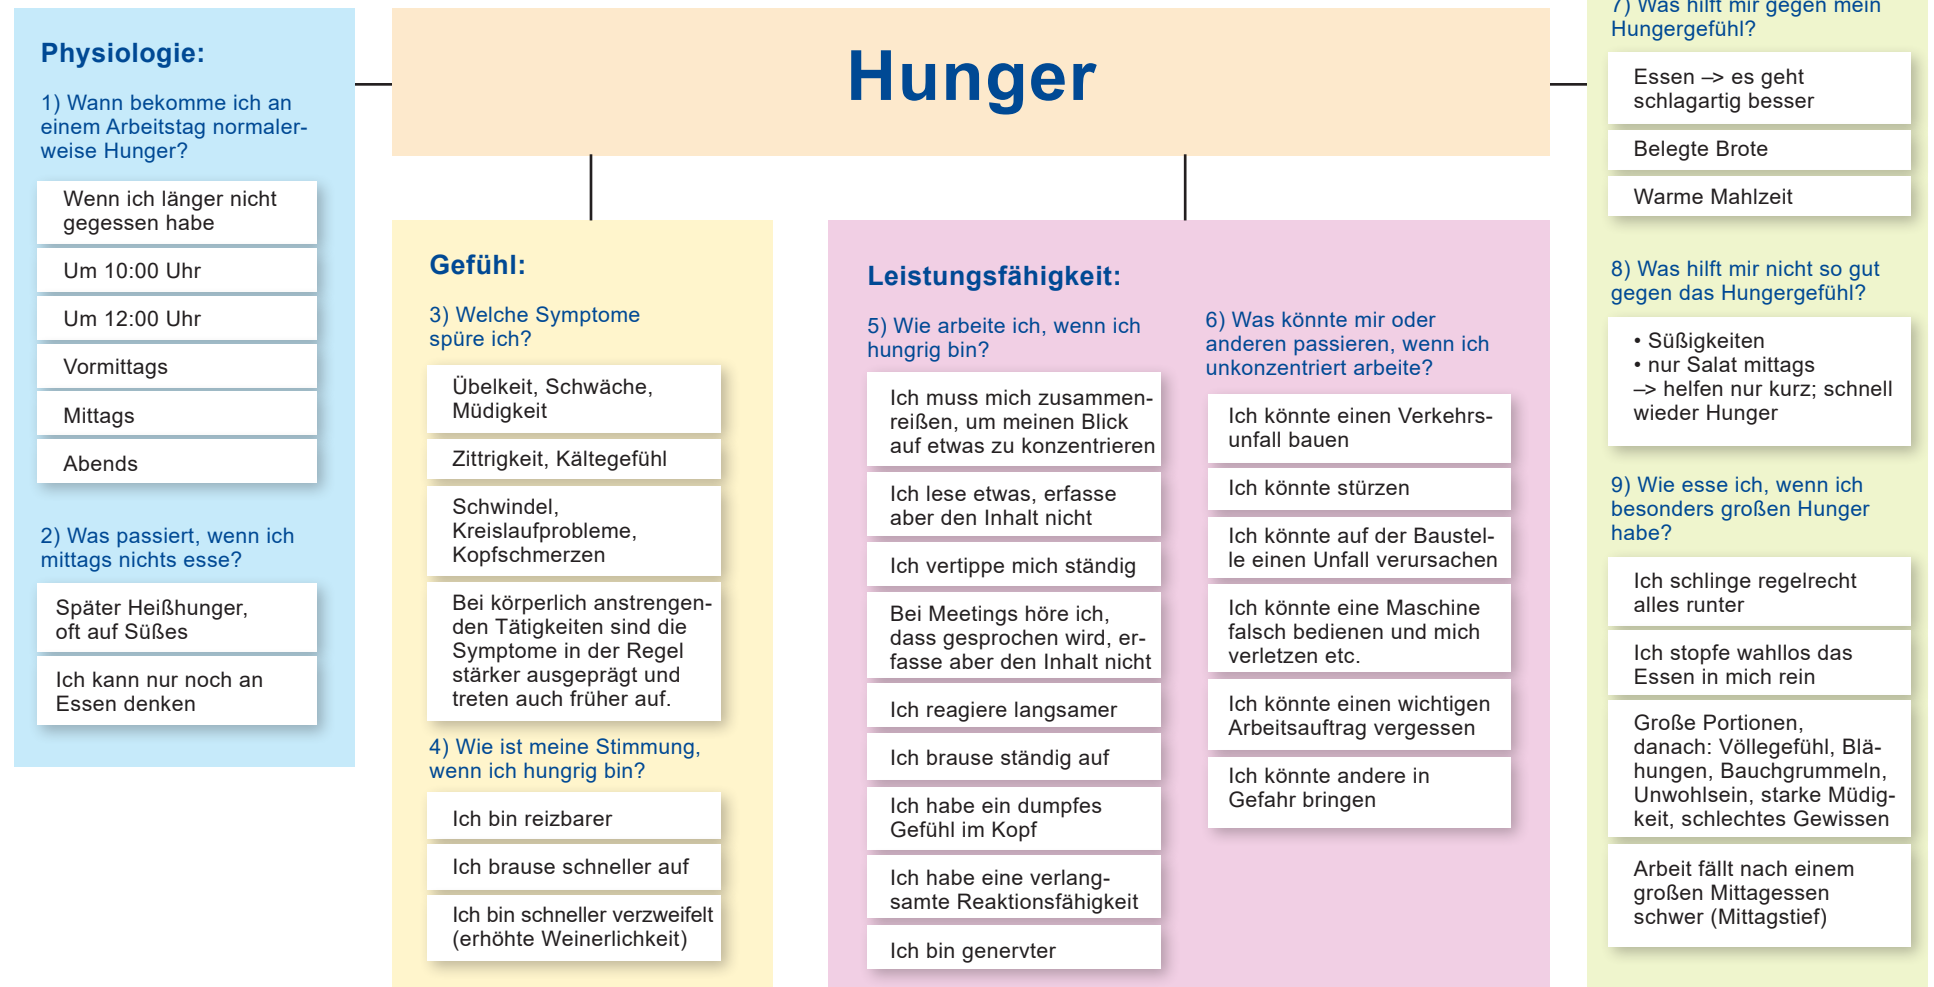 Hunger
Physiologie:
1) Wann bekomme ich an
einem Arbeitstag normaler-
weise Hunger?
Wenn ich länger nicht
gegessen habe
Um 10:00 Uhr
Um 12:00 Uhr
Vormittags
Mittags
Abends
2) Was passiert, wenn ich
mittags nichts esse?
Später Heißhunger,
oft auf Süßes
Ich kann nur noch an
Essen denken
Gefühl:
3) Welche Symptome
spüre ich?
Übelkeit, Schwäche,
Müdigkeit
Zittrigkeit, Kältegefühl
Schwindel,
Kreislaufprobleme,
Kopfschmerzen
Bei körperlich anstrengen-
den Tätigkeiten sind die
Symptome in der Regel
stärker ausgeprägt und
treten auch früher auf.
4) Wie ist meine Stimmung,
wenn ich hungrig bin?
Ich bin reizbarer
Ich brause schneller auf
Ich bin schneller verzweifelt
(erhöhte Weinerlichkeit)
Leistungsfähigkeit:
5) Wie arbeite ich, wenn ich
hungrig bin?
Ich muss mich zusammen-
reißen, um meinen Blick
auf etwas zu konzentrieren
Ich lese etwas, erfasse
aber den Inhalt nicht
Ich vertippe mich ständig
Bei Meetings höre ich,
dass gesprochen wird, er-
fasse aber den Inhalt nicht
Ich reagiere langsamer
Ich brause ständig auf
Ich habe ein dumpfes
Gefühl im Kopf
Ich habe eine verlang-
samte Reaktionsfähigkeit
Ich bin genervter
6) Was könnte mir oder
anderen passieren, wenn ich
unkonzentriert arbeite?
Ich könnte einen Verkehrs-
unfall bauen
Ich könnte stürzen
Ich könnte auf der Baustel-
le einen Unfall verursachen
Ich könnte eine Maschine
falsch bedienen und mich
verletzen etc.
Ich könnte einen wichtigen
Arbeitsauftrag vergessen
Ich könnte andere in
Gefahr bringen
7) Was hilft mir gegen mein
Hungergefühl?
Essen –> es geht
schlagartig besser
Belegte Brote
Warme Mahlzeit
8) Was hilft mir nicht so gut
gegen das Hungergefühl?
• Süßigkeiten
• nur Salat mittags
–> helfen nur kurz; schnell
wieder Hunger
9) Wie esse ich, wenn ich
besonders großen Hunger
habe?
Ich schlinge regelrecht
alles runter
Ich stopfe wahllos das
Essen in mich rein
Große Portionen,
danach: Völlegefühl, Blä-
hungen, Bauchgrummeln,
Unwohlsein, starke Müdig-
keit, schlechtes Gewissen
Arbeit fällt nach einem
großen Mittagessen
schwer (Mittagstief)